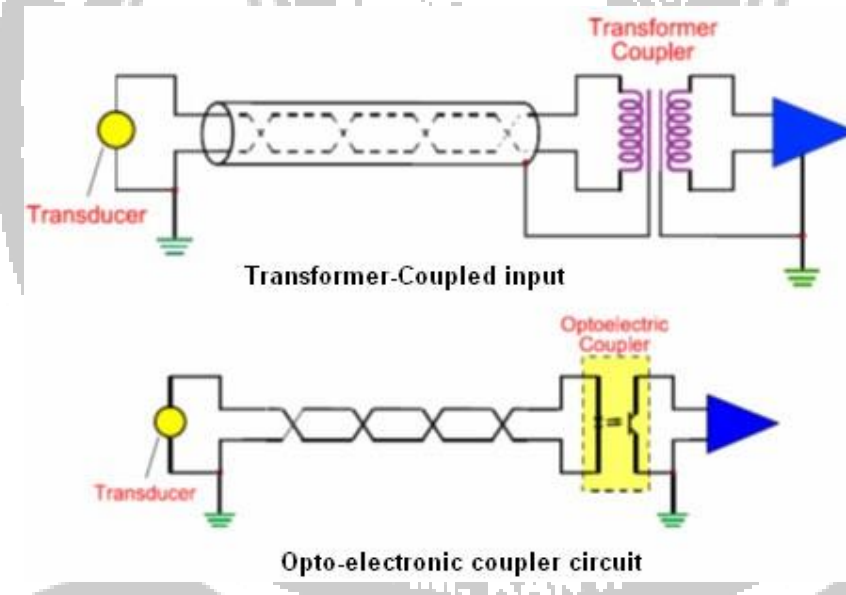 Transformer
Coupler
Transducer
Transformer-Coupled input
Optoelectric
Coupler
Transducer
Opto-electronic coupler circuit